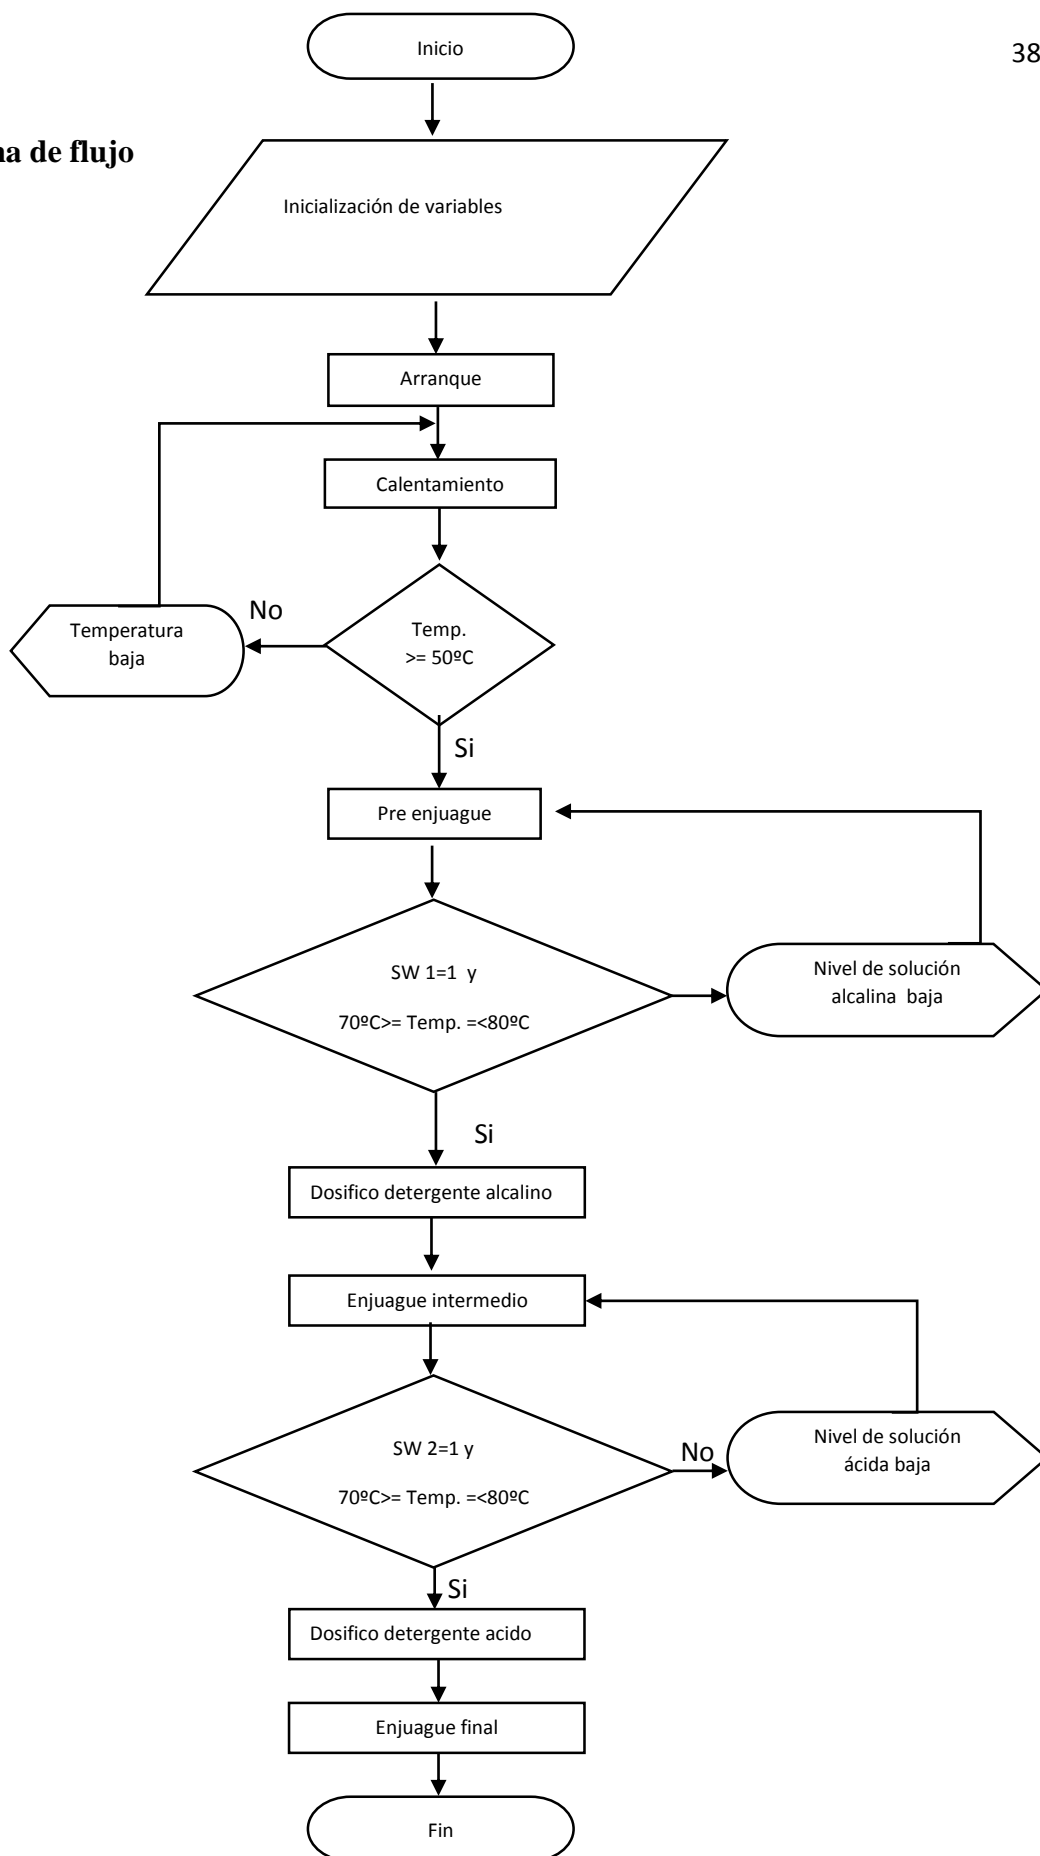 Inicio
38
de flujo
Inicialización de variables
Arranque
Calentamiento
No
Temperatura
baja
Temp.
>= 50ºC
Si
Pre enjuague
SW 1=1 y
70ºC>= Temp. =<80ºC
Nivel de solución
alcalina baja
Si
Dosifico detergente alcalino
Enjuague intermedio
SW 2=1 y
70ºC>= Temp. =<80ºC
No
Nivel de solución
ácida baja
Si
Dosifico detergente acido
Enjuague final
Fin